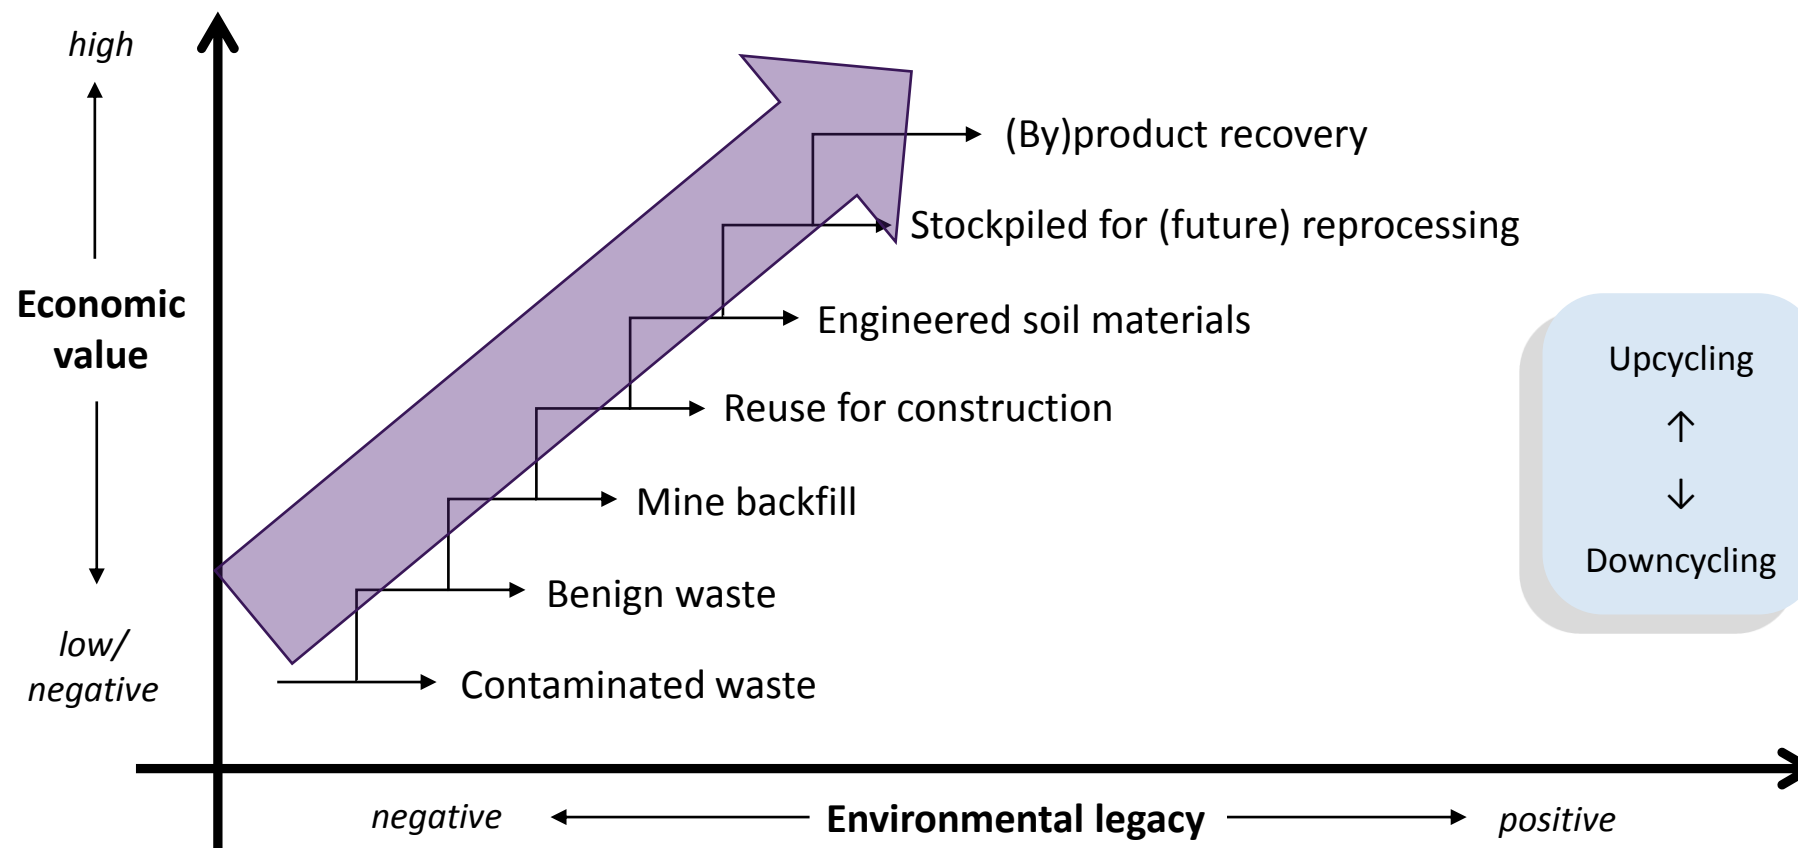 high
Economic
value
low/
negative
(By)product recovery
Stockpiled for (future) reprocessing
Engineered soil materials
Reuse for construction
Mine backfill
Benign waste
Contaminated waste
Upcycling
↑
↓
Downcycling
negative
Environmental legacy
positive